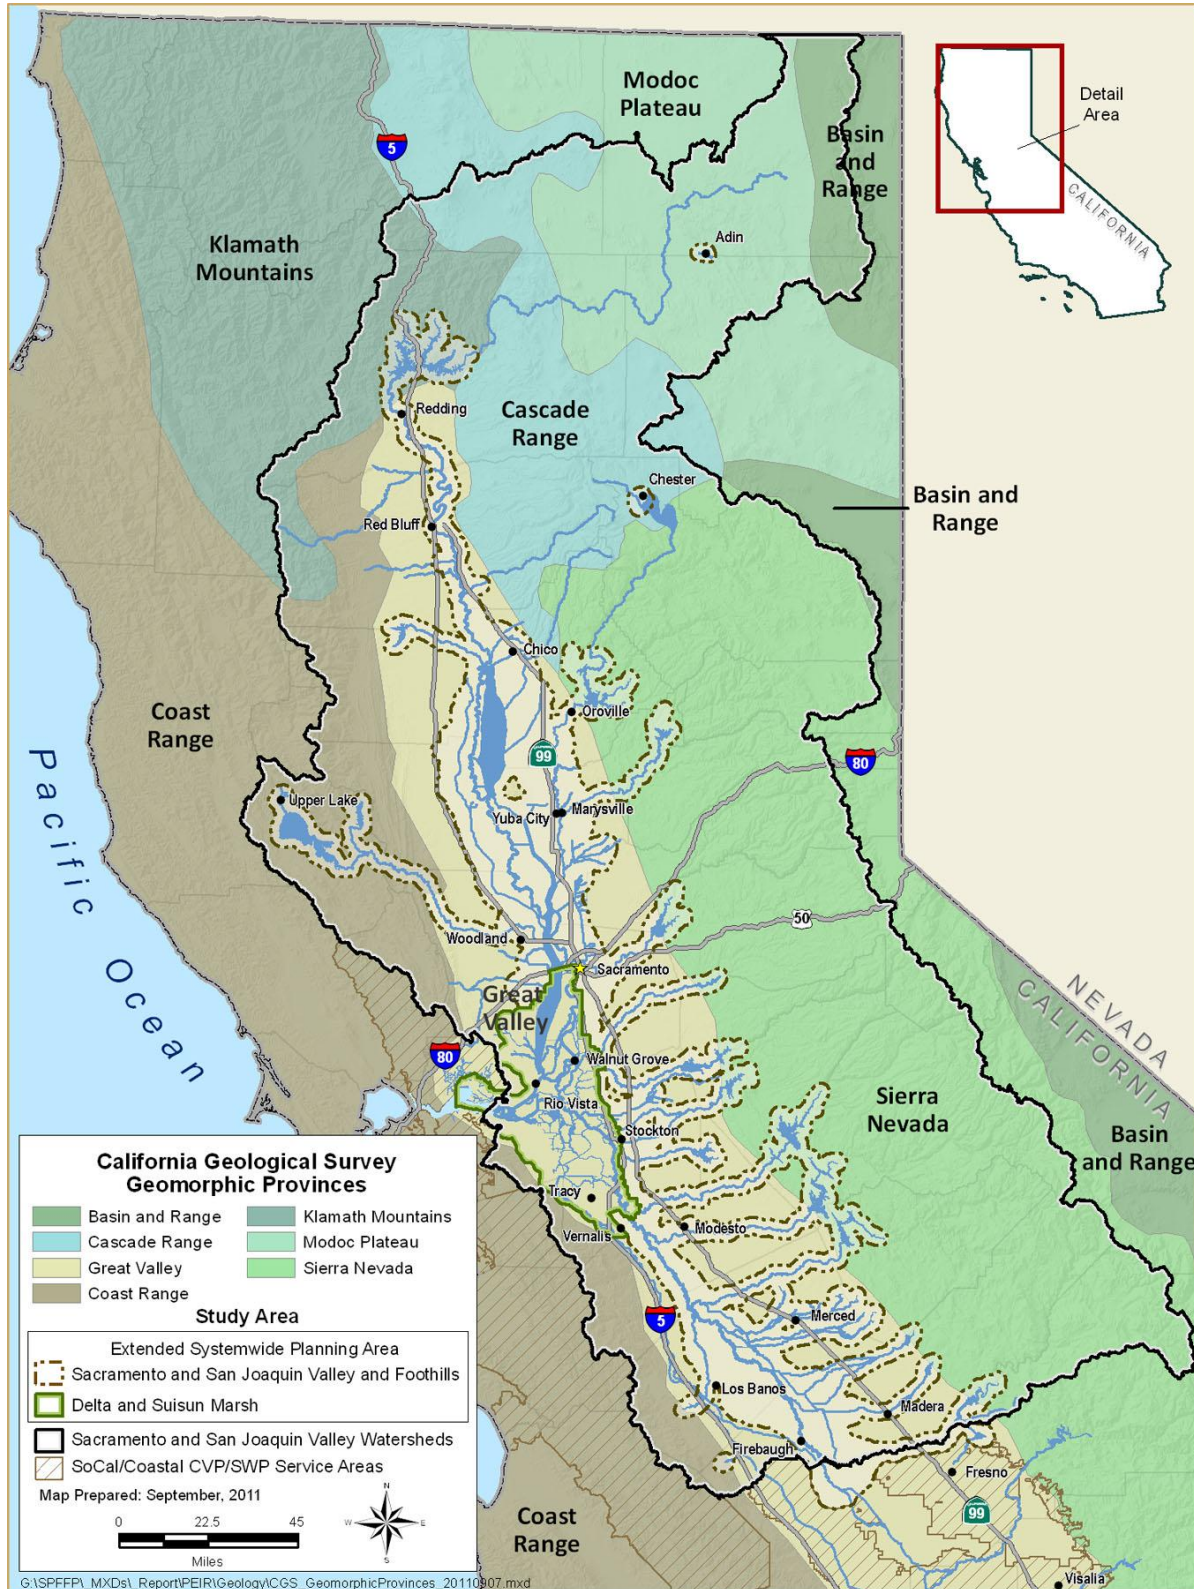 Modoc
Plateau
5
Basin
and
Range
Detail
Area
CALIFORNIA
Klamath
Mountains
Adin
Redding
Cascade
Range
Chester
Basin and
Range
Red Bluff
Chico
Coast
Range
Oroville
99
80
Upper Lake
Yuba City
Marysville
Pacific Ocean
50
Woodland
Sacramento
Great
Valley
NEVADA
CALIFORNIA
80
Walnut Grove
Rio Vista
Sierra
Nevada
Stockton
Basin
and Range
Tracy
Modesto
Vernalis
5
Merced
Los Banos
Madera
Firebaugh
Fresno
99
Coast
Range
Visalia
California Geological Survey
Geomorphic Provinces
Basin and Range
Klamath Mountains
Cascade Range
Modoc Plateau
Great Valley
Sierra Nevada
Coast Range
Study Area
Extended Systemwide Planning Area
Sacramento and San Joaquin Valley and Foothills
Delta and Suisun Marsh
Sacramento and San Joaquin Valley Watersheds
SoCal/Coastal CVP/SWP Service Areas
Map Prepared: September, 2011
N
W E
S
0 22.5 45
Miles
G:\SPFFP\_MXDs\_Report\PEIR\Geology\CGS_GeomorphicProvinces_20110907.mxd